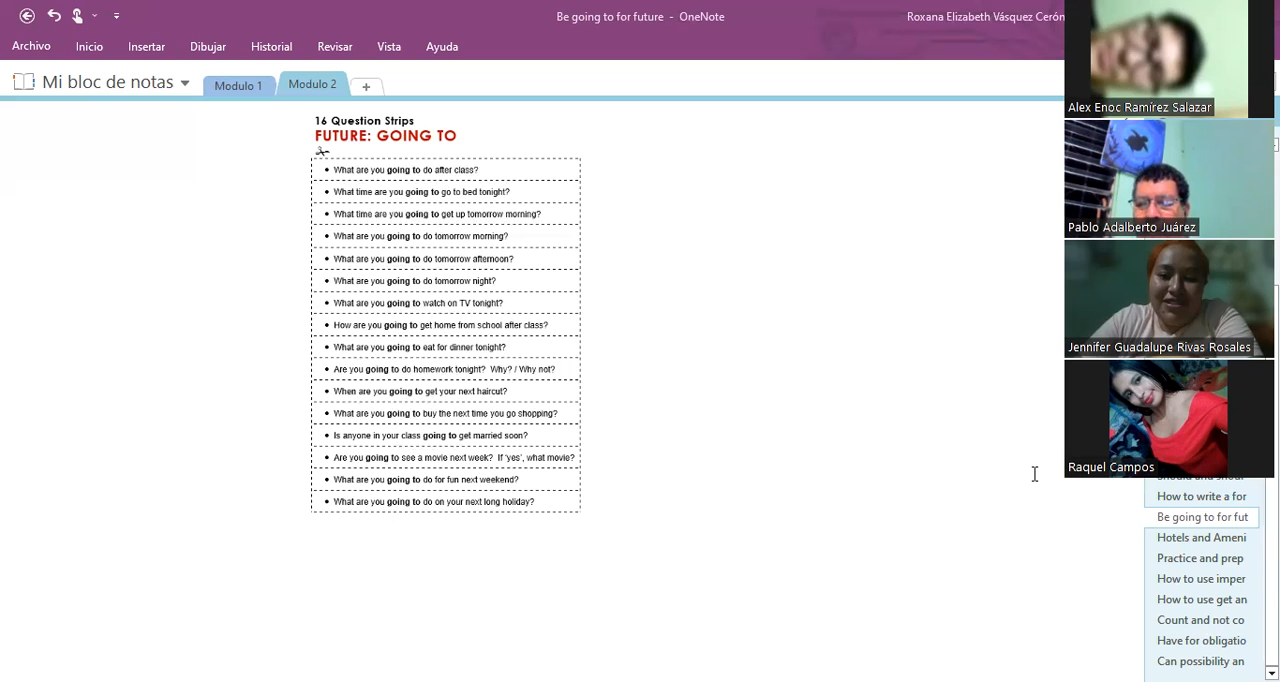 Be going to for future - OneNote
Roxana Elizabeth Vásquez Cerón
Archivo Inicio Insertar Dibujar Historial Revisar Vista Ayuda
Mi bloc de notas
Modulo 1
Modulo 2
16 Question Strips
FUTURE: GOING TO
• What are you going to do after class?
• What time are you going to go to bed tonight?
• What time are you going to get up tomorrow morning?
• What are you going to do tomorrow morning?
• What are you going to do tomorrow afternoon?
• What are you going to do tomorrow night?
• What are you going to watch on TV tonight?
• How are you going to get home from school after class?
• What are you going to eat for dinner tonight?
• Are you going to do homework tonight? Why? / Why not?
• When are you going to get your next haircut?
• What are you going to buy the next time you go shopping?
• Is anyone in your class going to get married soon?
• Are you going to see a movie next week? If 'yes', what movie?
• What are you going to do for fun next weekend?
• What are you going to do on your next long holiday?
Alex Enoc Ramírez Salazar
Pablo Adalberto Juárez
Jennifer Guadalupe Rivas Rosales
Raquel Campos
How to write a for
Be going to for fut
Hotels and Ameni
Practice and prep
How to use imper
How to use get an
Count and not co
Have for obligatio
Can possibility an